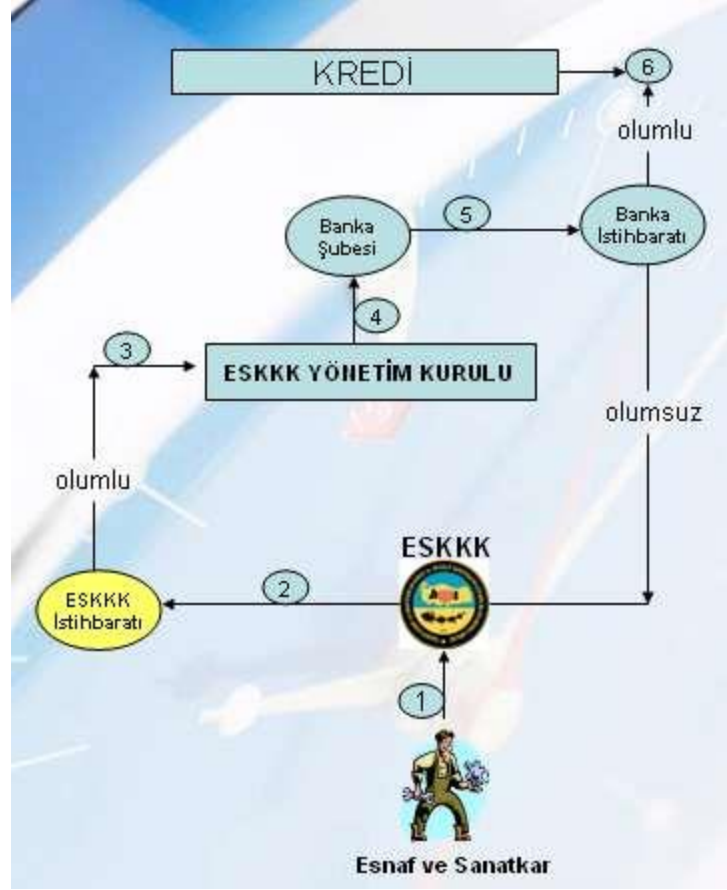 KREDİ
6
olumlu
Banka
Şubesi
5
Banka
İstihbaratı
4
3
ESKKK YÖNETİM KURULU
olumsuz
olumlu
ESKKK
ESKKK
İstihbaratı
2
1
Esnaf ve Sanatkar